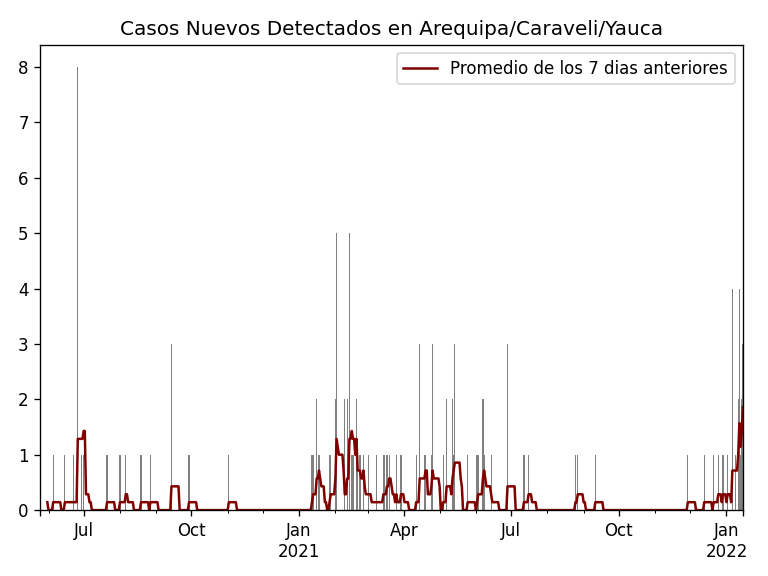 Casos Nuevos Detectados en Arequipa/Caraveli/Yauca
Promedio de los 7 dias anteriores
8
7
6
5
4
3
2
1
0
Jul
Oct
Jan
2021
Apr
Jul
Oct
Jan
2022